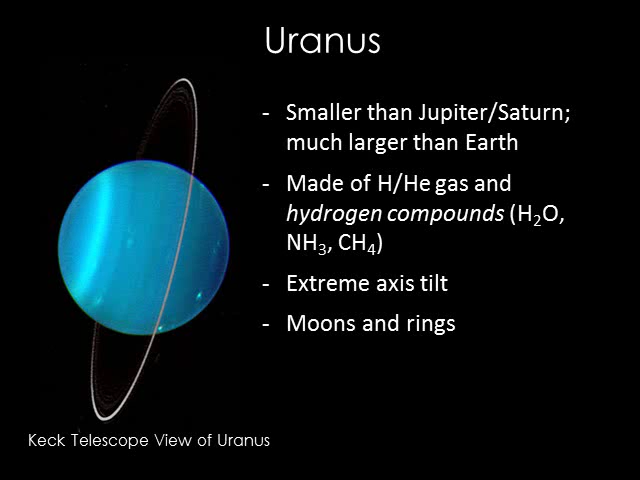 Uranus
- Smaller than Jupiter/Saturn;
much larger than Earth
- Made of H/He gas and
hydrogen compounds (H₂O,
NH₃, CH₄)
- Extreme axis tilt
- Moons and rings
Keck Telescope View of Uranus